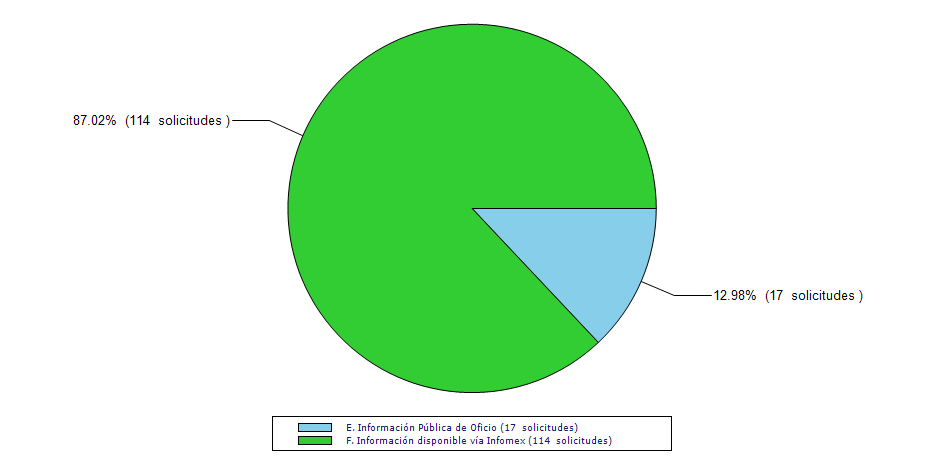 87.02% (114 solicitudes )
12.98% (17 solicitudes )
E. Información Pública de Oficio (17 solicitudes)
F. Información disponible vía Infomex (114 solicitudes)